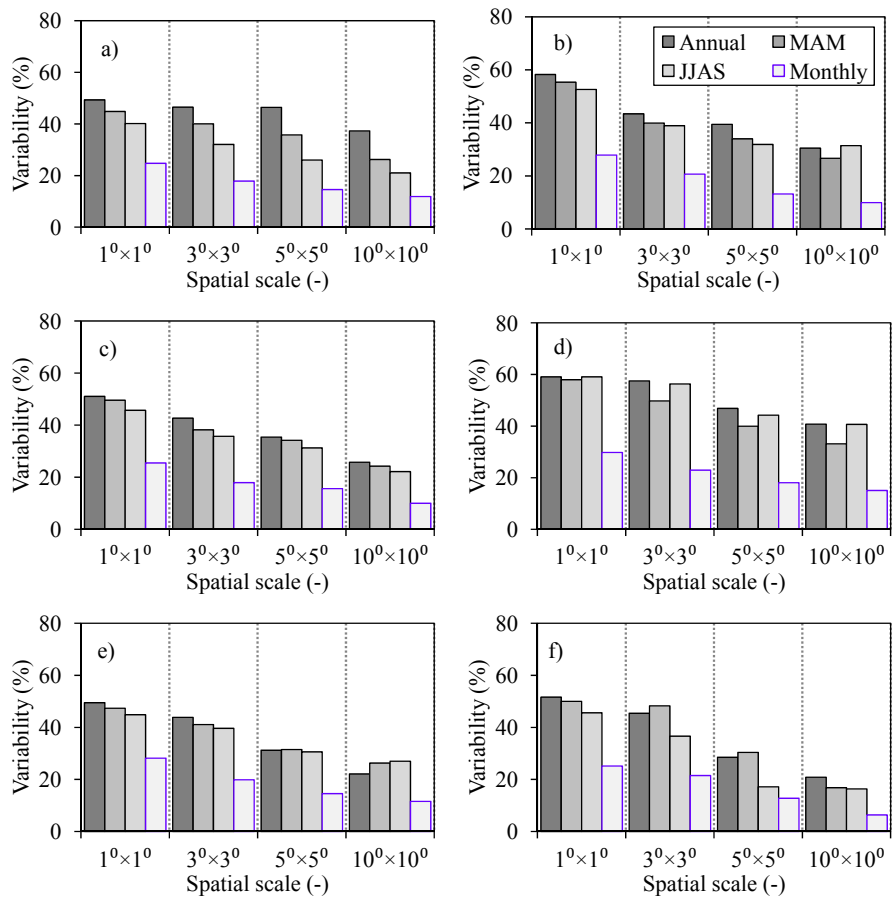 a)
80
60
40
20
0
Variability (%)
1⁰×1⁰ 3⁰×3⁰ 5⁰×5⁰ 10⁰×10⁰
Spatial scale (-)
b)
Annual MAM
JJAS Monthly
80
60
40
20
0
Variability (%)
1⁰×1⁰ 3⁰×3⁰ 5⁰×5⁰ 10⁰×10⁰
Spatial scale (-)
c)
80
60
40
20
0
Variability (%)
1⁰×1⁰ 3⁰×3⁰ 5⁰×5⁰ 10⁰×10⁰
Spatial scale (-)
d)
80
60
40
20
0
Variability (%)
1⁰×1⁰ 3⁰×3⁰ 5⁰×5⁰ 10⁰×10⁰
Spatial scale (-)
e)
80
60
40
20
0
Variability (%)
1⁰×1⁰ 3⁰×3⁰ 5⁰×5⁰ 10⁰×10⁰
Spatial scale (-)
f)
80
60
40
20
0
Variability (%)
1⁰×1⁰ 3⁰×3⁰ 5⁰×5⁰ 10⁰×10⁰
Spatial scale (-)